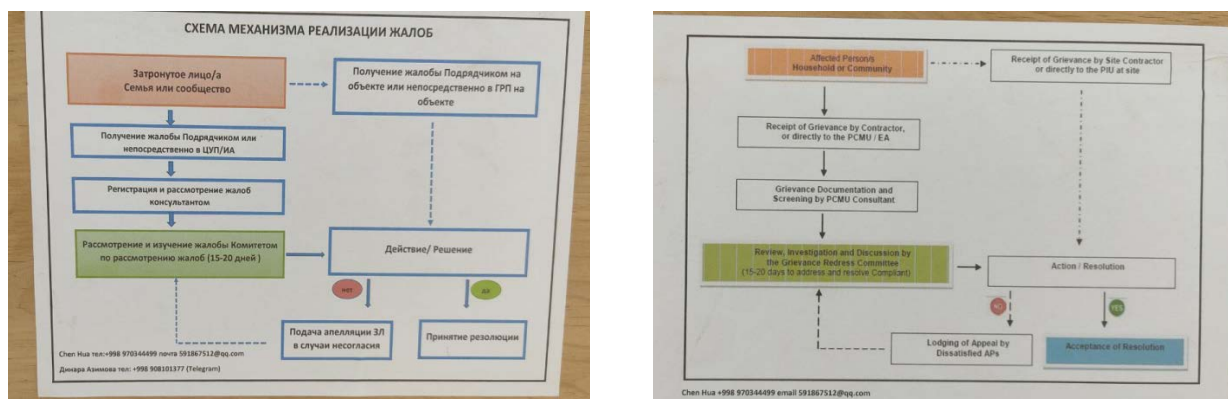 СХЕМА МЕХАНИЗМА РЕАЛИЗАЦИИ ЖАЛОБ
Затронутое лицо/а
Семья или сообщество
Получение жалобы Подрядчиком на
объекте или непосредственно в ГРП на
объекте
Получение жалобы Подрядчиком или
непосредственно в ЦУП/ИА
Регистрация и рассмотрение жалоб
консультантом
Рассмотрение и изучение жалобы Комитетом
по рассмотрению жалоб (15-20 дней )
Действие/ Решение
НЕТ
ДА
Подача апелляции ЗЛ
в случаи несогласия
Принятие резолюции
Chen Hua тел:+998 970344499 почта 591867512@qq.com
Динара Азимова тел: +998 908101377 (Telegram)
Affected Person/s
Household or Community
Receipt of Grievance by Site Contractor
or directly to the PIU at site
Receipt of Grievance by Contractor,
or directly to the PCMU / EA
Grievance Documentation and
Screening by PCMU Consultant
Review, Investigation and Discussion by
the Grievance Redress Committee
(15-20 days to address and resolve Compliant)
Action / Resolution
NO
YES
Lodging of Appeal by
Dissatisfied APs
Acceptance of Resolution
Chen Hua +998 970344499 email 591867512@qq.com